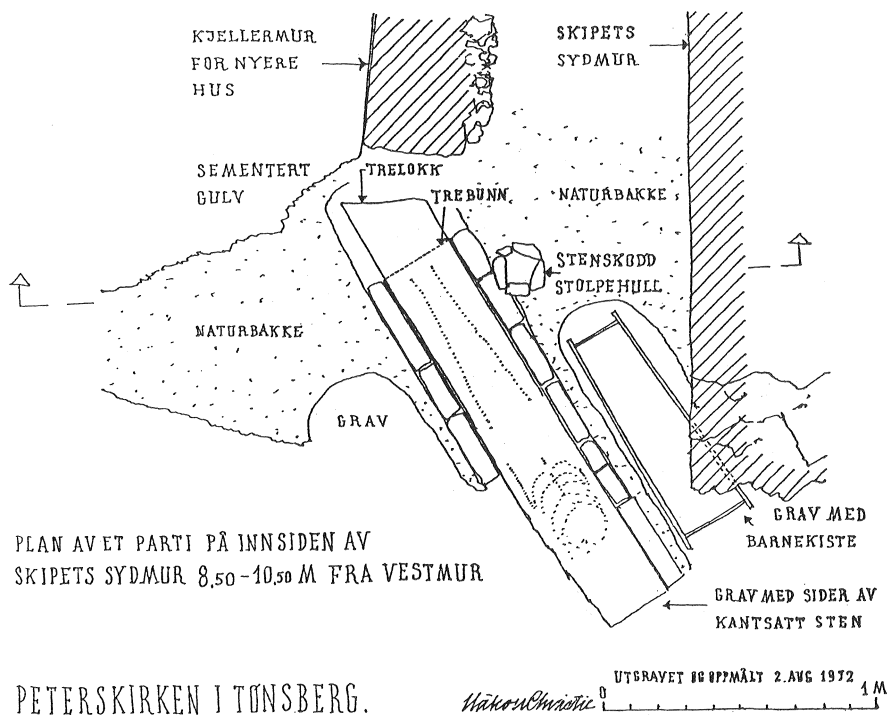 KJELLERMUR
FOR NYERE
HUS
SKIPETS
SYDMUR
SEMENTERT
GULV
TRELOKK
TREBUNN.
NATURBAKKE
STENSKODD
STOLPEHULL
NATURBAKKE
GRAV
GRAV MED
BARNEKISTE
PLAN AV ET PARTI PÅ INNSIDEN AV
SKIPETS SYDMUR 8,50-10,50 M FRA VESTMUR
GRAV MED SIDER AV
KANTSATT STEN
UTGRAVET OG OPPMÅLT 2. AUG 1972
0 1 M
PETERSKIRKEN I TØNSBERG.
Håkon Christie